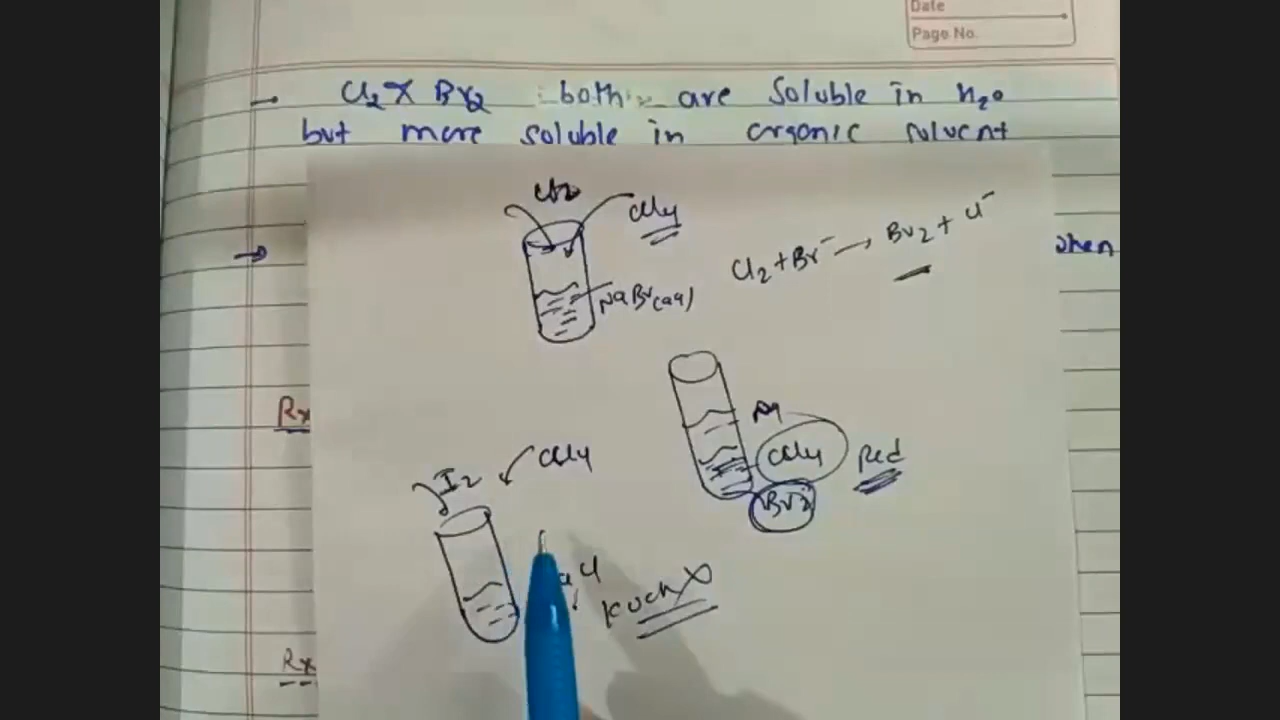 Date
Page No.
→ Cl2 & Br2 both are soluble in H2O
but more soluble in organic solvent
Cl2
CCl4
Cl2 + Br⁻ → Br2 + Cl⁻
→ when
NaBr(aq)
Rx
Aq
CCl4 Red
Br2
I2 CCl4
Kuch X
Rx